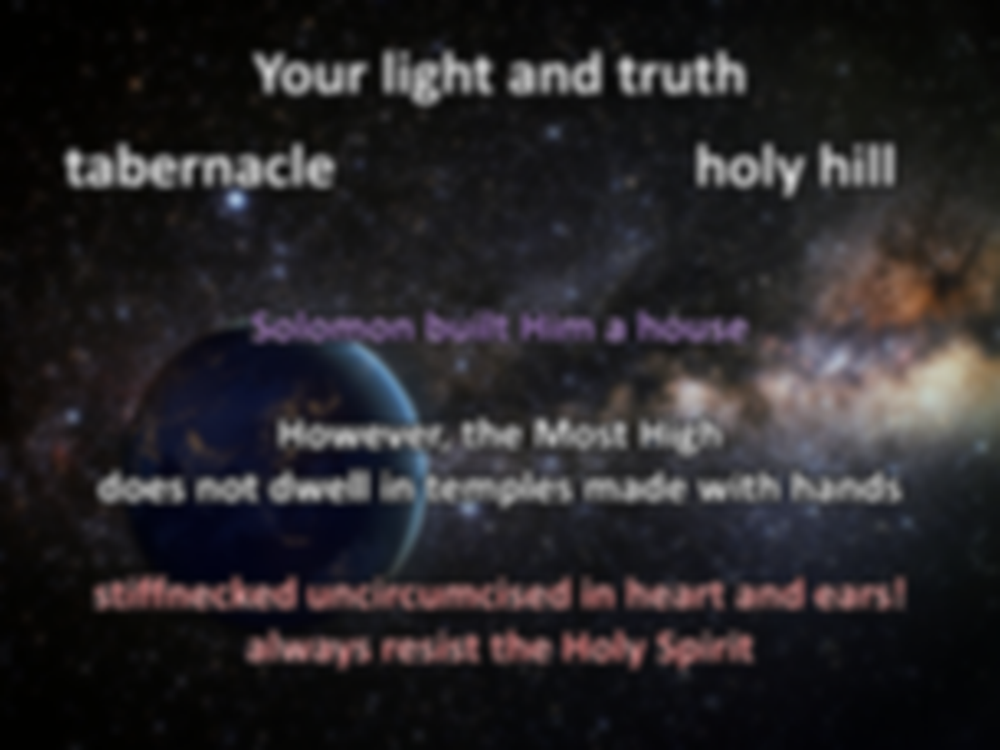 Your light and truth
tabernacle holy hill
Solomon built Him a house
However, the Most High
does not dwell in temples made with hands
stiffnecked uncircumcised in heart and ears!
always resist the Holy Spirit